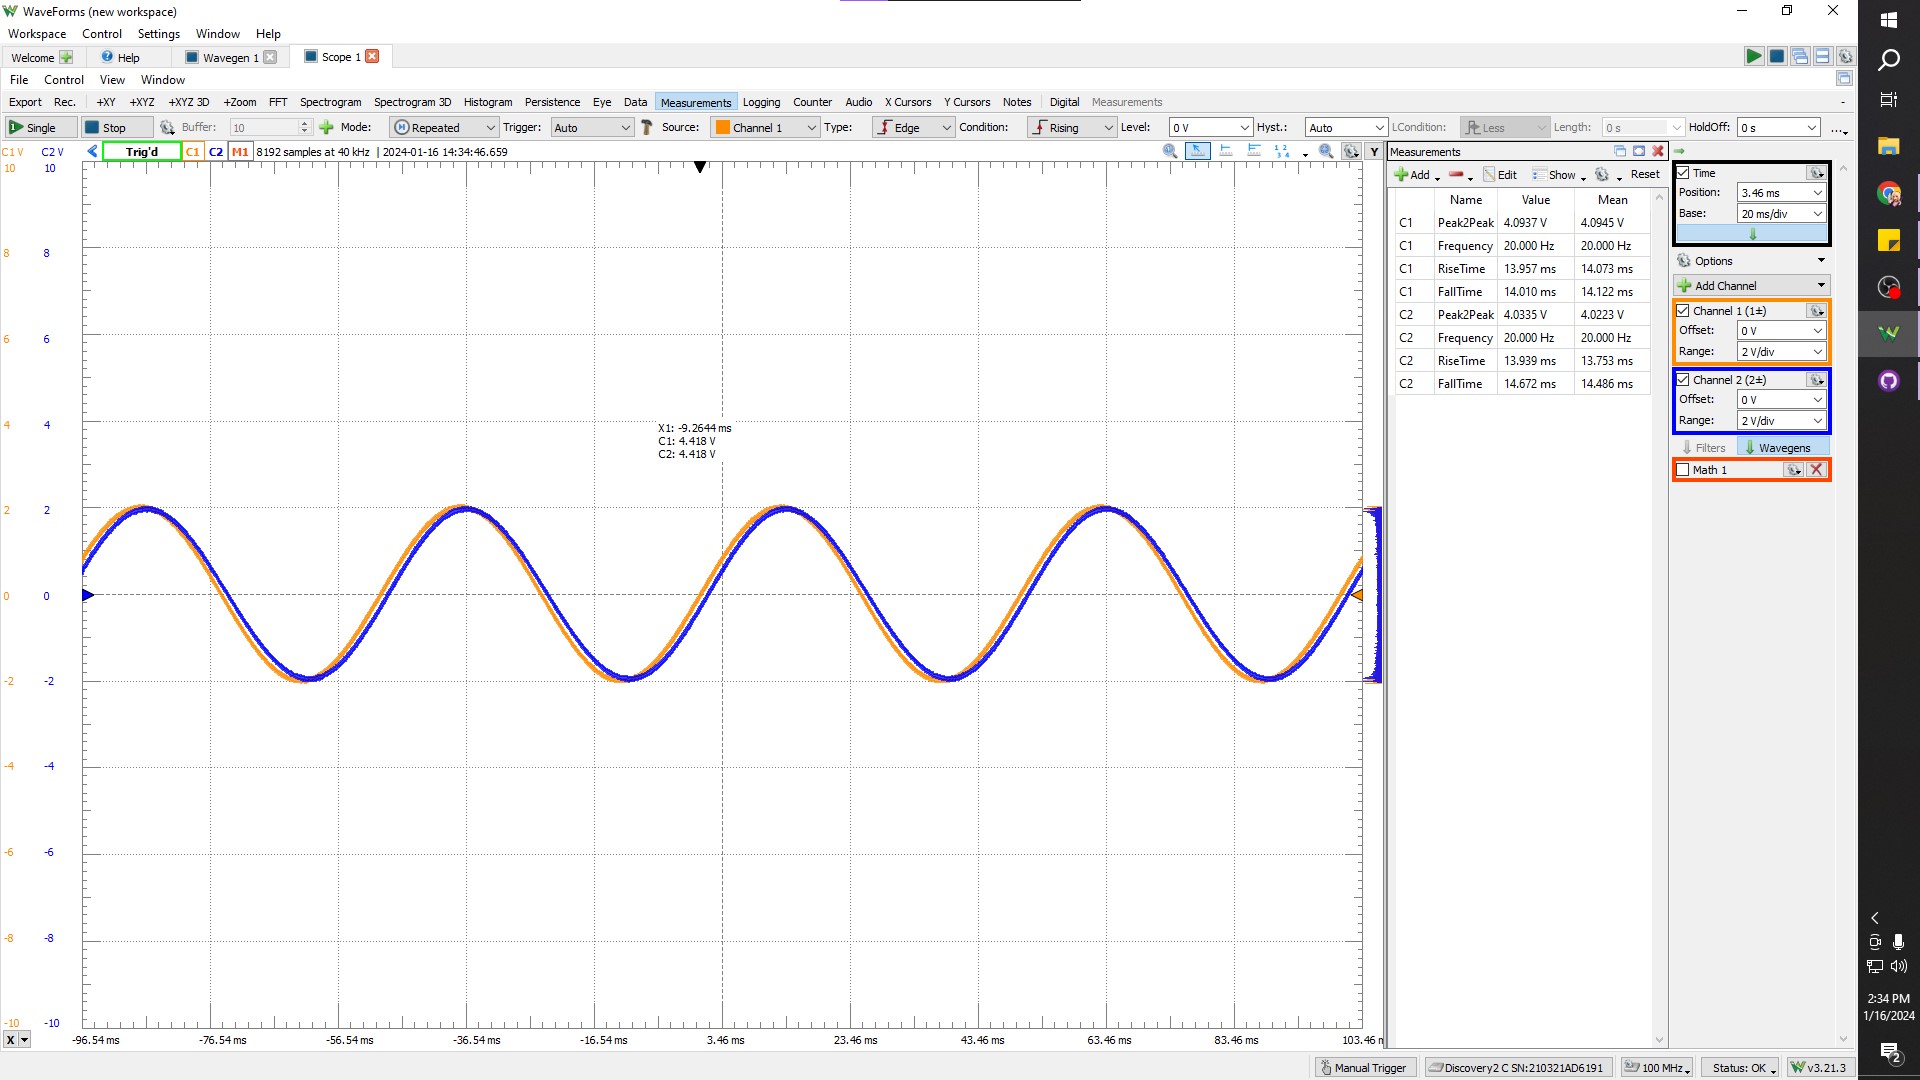 WaveForms (new workspace)
Workspace Control Settings Window Help
Welcome Help Wavegen 1 Scope 1
File Control View Window
Export Rec. +XY +XYZ +XYZ 3D +Zoom FFT Spectrogram Spectrogram 3D Histogram Persistence Eye Data Measurements Logging Counter Audio X Cursors Y Cursors Notes Digital Measurements
Single Stop Buffer: 10 Mode: Repeated Trigger: Auto Source: Channel 1 Type: Edge Condition: Rising Level: 0 V Hyst.: Auto LCondition: Less Length: 0 s HoldOff: 0 s
C1 V C2 V Trig'd C1 C2 M1 8192 samples at 40 kHz | 2024-01-16 14:34:46.659 Y
10 10
8 8
6 6
4 4
2 2
0 0
-2 -2
-4 -4
-6 -6
-8 -8
-10 -10
X1: -9.2644 ms
C1: 4.418 V
C2: 4.418 V
X -96.54 ms -76.54 ms -56.54 ms -36.54 ms -16.54 ms 3.46 ms 23.46 ms 43.46 ms 63.46 ms 83.46 ms 103.46
Measurements
Add Edit Show Reset
Name Value Mean
C1 Peak2Peak 4.0937 V 4.0945 V
C1 Frequency 20.000 Hz 20.000 Hz
C1 RiseTime 13.957 ms 14.073 ms
C1 FallTime 14.010 ms 14.122 ms
C2 Peak2Peak 4.0335 V 4.0223 V
C2 Frequency 20.000 Hz 20.000 Hz
C2 RiseTime 13.939 ms 13.753 ms
C2 FallTime 14.672 ms 14.486 ms
Time
Position: 3.46 ms
Base: 20 ms/div
Options
Add Channel
Channel 1 (1±)
Offset: 0 V
Range: 2 V/div
Channel 2 (2±)
Offset: 0 V
Range: 2 V/div
Filters Wavegens
Math 1
Manual Trigger Discovery2 C SN:210321AD6191 100 MHz Status: OK v3.21.3
2:34 PM
1/16/2024
2